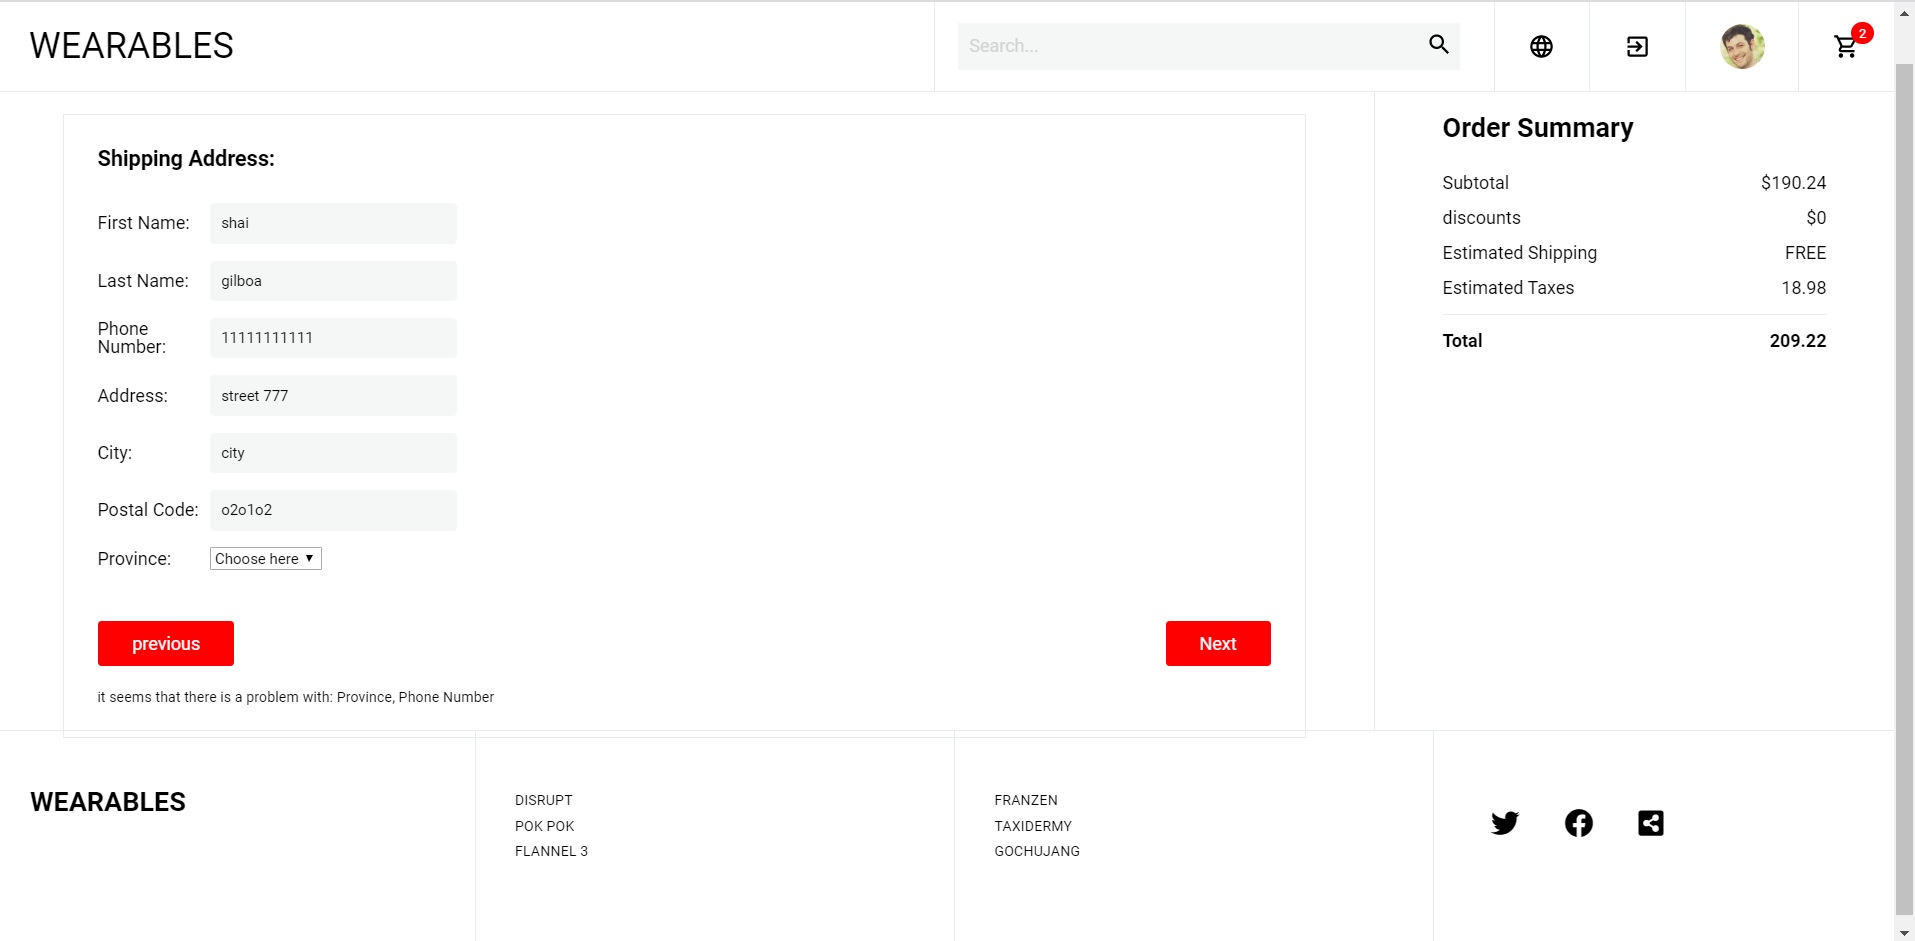 WEARABLES
Search...
2
Shipping Address:
First Name: shai
Last Name: gilboa
Phone
Number: 11111111111
Address: street 777
City: city
Postal Code: o2o1o2
Province: Choose here ▼
previous Next
it seems that there is a problem with: Province, Phone Number
Order Summary
Subtotal $190.24
discounts $0
Estimated Shipping FREE
Estimated Taxes 18.98
Total 209.22
WEARABLES
DISRUPT
POK POK
FLANNEL 3
FRANZEN
TAXIDERMY
GOCHUJANG